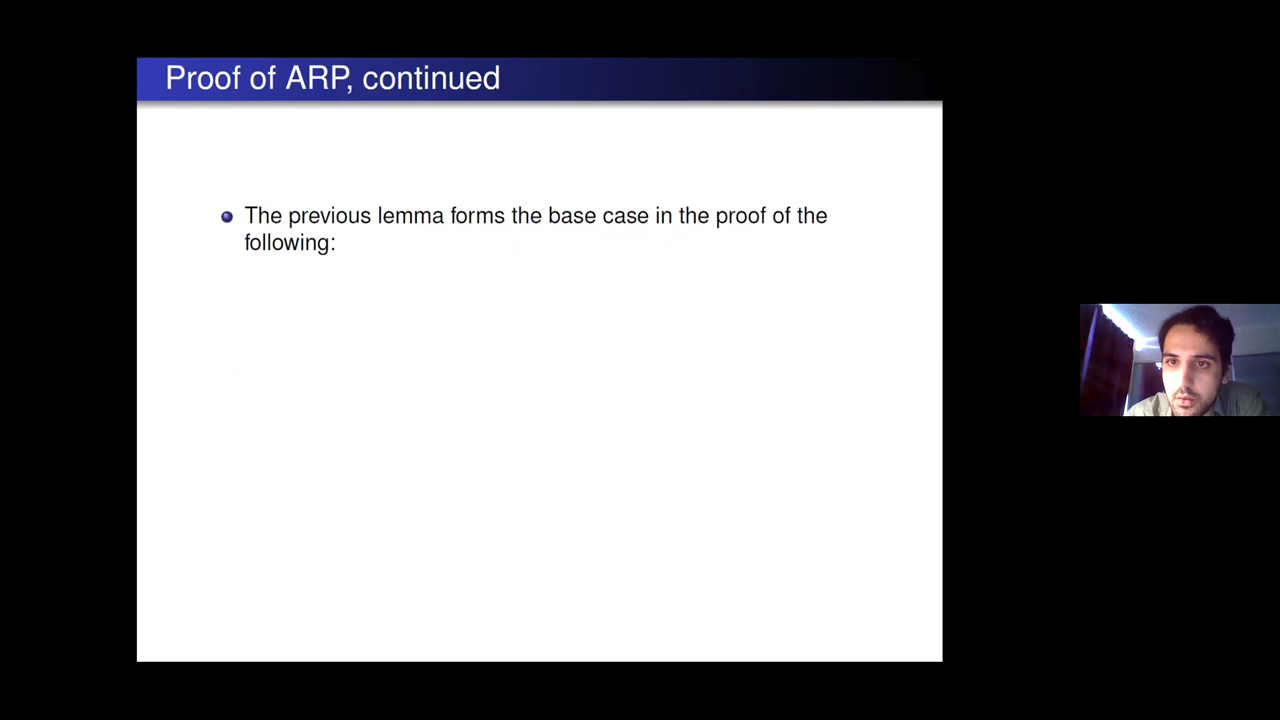 Proof of ARP, continued
The previous lemma forms the base case in the proof of the
following: